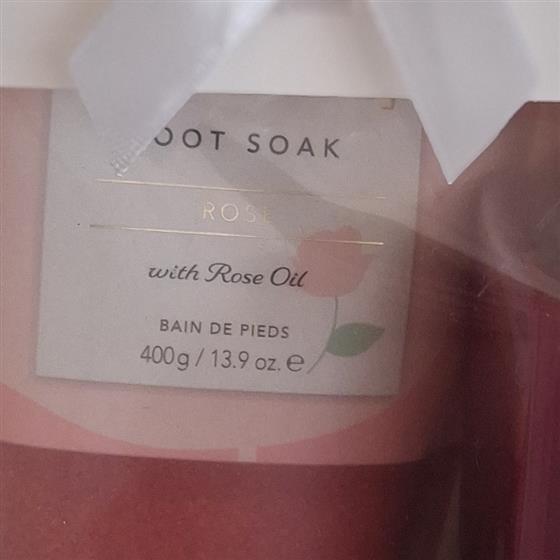 OOT SOAK
ROSE
with Rose Oil
BAIN DE PIEDS
400g / 13.9 oz. ℮